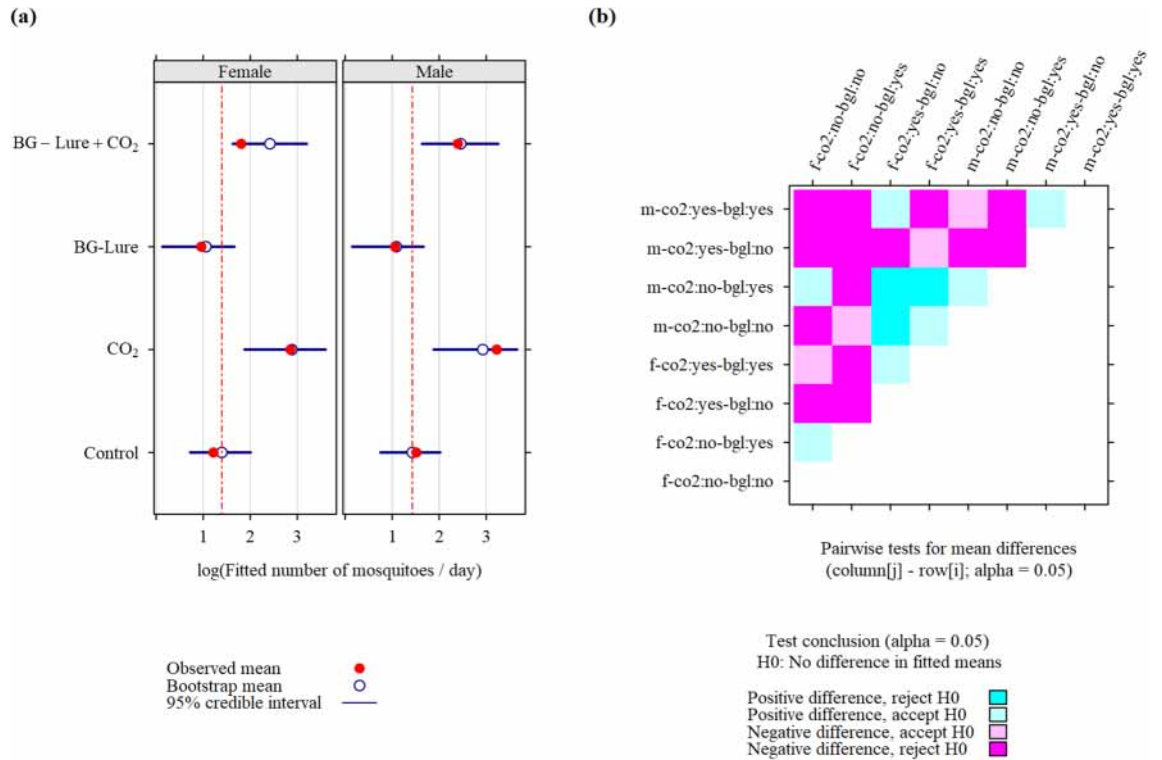 (a)
Female
Male
BG – Lure + CO2
BG-Lure
CO2
Control
1 2 3
1 2 3
log(Fitted number of mosquitoes / day)
Observed mean
Bootstrap mean
95% credible interval
(b)
f-co2:no-bgl:no
f-co2:no-bgl:yes
f-co2:yes-bgl:no
f-co2:yes-bgl:yes
m-co2:no-bgl:no
m-co2:no-bgl:yes
m-co2:yes-bgl:no
m-co2:yes-bgl:yes
m-co2:yes-bgl:yes
m-co2:yes-bgl:no
m-co2:no-bgl:yes
m-co2:no-bgl:no
f-co2:yes-bgl:yes
f-co2:yes-bgl:no
f-co2:no-bgl:yes
f-co2:no-bgl:no
Pairwise tests for mean differences
(column[j] - row[i]; alpha = 0.05)
Test conclusion (alpha = 0.05)
H0: No difference in fitted means
Positive difference, reject H0
Positive difference, accept H0
Negative difference, accept H0
Negative difference, reject H0